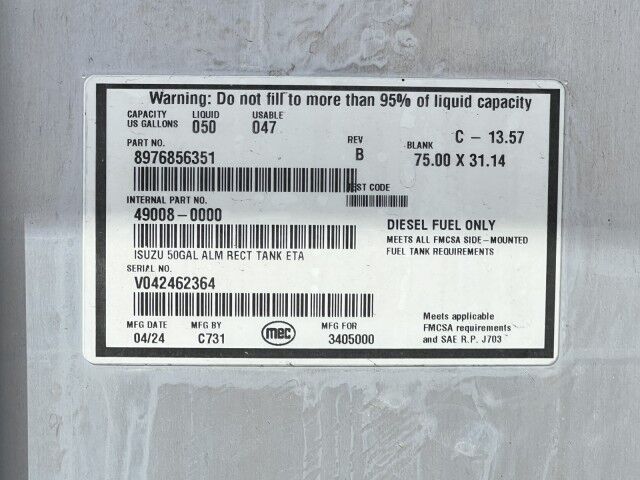 Warning: Do not fill to more than 95% of liquid capacity
CAPACITY LIQUID USABLE
US GALLONS 050 047
C - 13.57
PART NO. REV BLANK
8976856351 B 75.00 X 31.14
TEST CODE
INTERNAL PART NO.
49008-0000
DIESEL FUEL ONLY
MEETS ALL FMCSA SIDE-MOUNTED
FUEL TANK REQUIREMENTS
ISUZU 50GAL ALM RECT TANK ETA
SERIAL NO.
V042462364
MFG DATE MFG BY mec MFG FOR
04/24 C731 3405000
Meets applicable
FMCSA requirements
and SAE R.P. J703